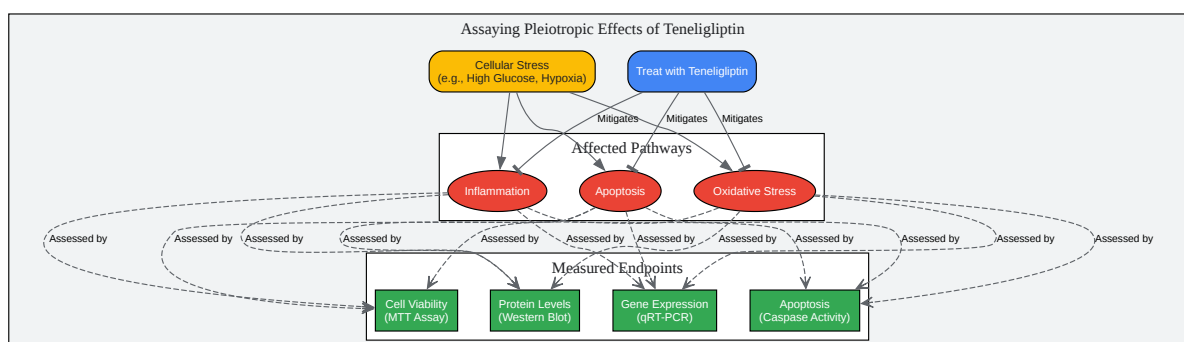 Assaying Pleiotropic Effects of Teneligliptin
Cellular Stress
(e.g., High Glucose, Hypoxia)
Treat with Teneligliptin
Mitigates
Mitigates
Mitigates
Affected Pathways
Inflammation
Apoptosis
Oxidative Stress
Assessed by
Assessed by
Assessed by
Assessed by
Assessed by
Assessed by
Assessed by
Assessed by
Assessed by
Assessed by
Assessed by
Assessed by
Measured Endpoints
Cell Viability
(MTT Assay)
Protein Levels
(Western Blot)
Gene Expression
(qRT-PCR)
Apoptosis
(Caspase Activity)